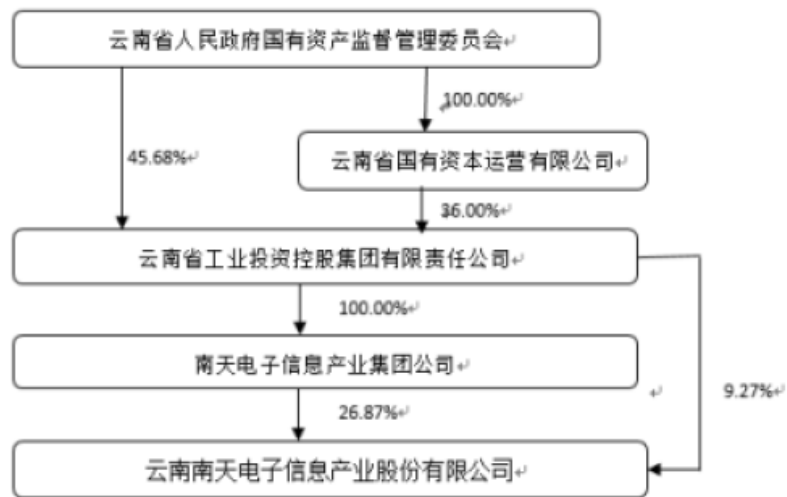 云南省人民政府国有资产监督管理委员会
100.00%
45.68%
云南省国有资本运营有限公司
36.00%
云南省工业投资控股集团有限责任公司
100.00%
南天电子信息产业集团公司
9.27%
26.87%
云南南天电子信息产业股份有限公司